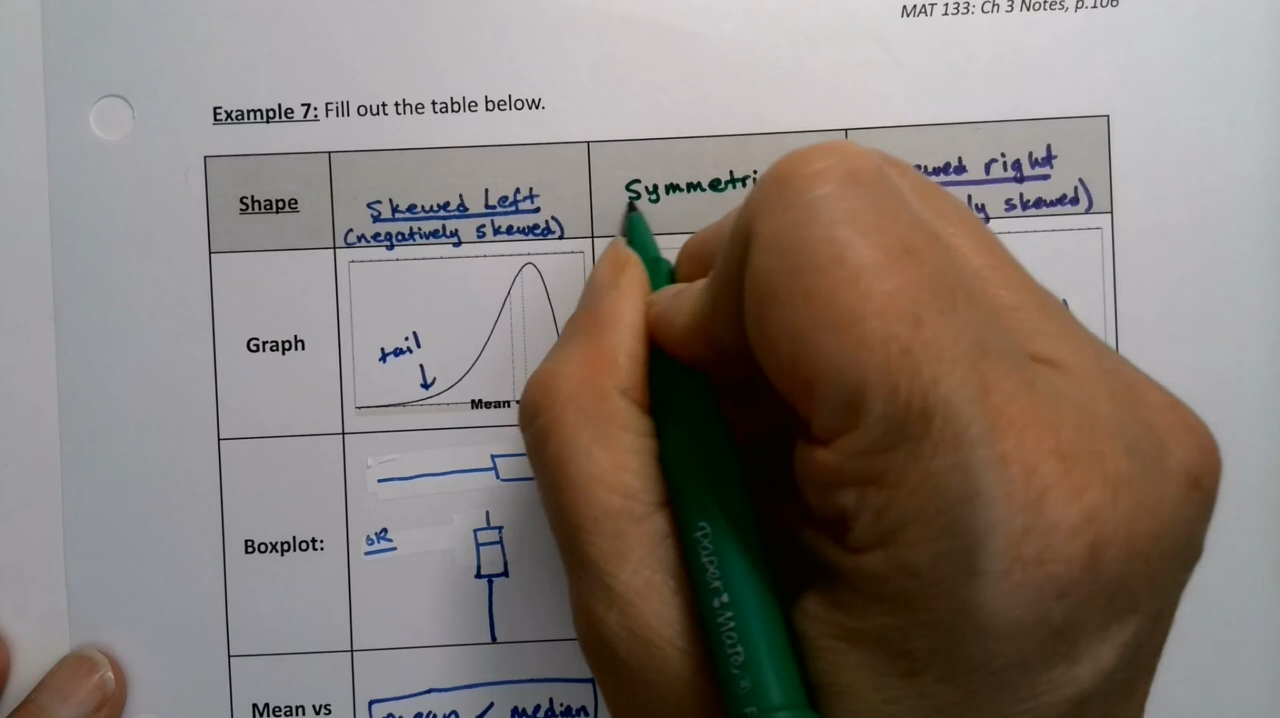 MAT 133: Ch 3 Notes, p.106
Example 7: Fill out the table below.
Shape
Skewed Left
(negatively skewed)
Symmetri
wed right
ly skewed)
Graph
tail
Mean
Boxplot:
OR
Mean vs
mean < median
paper:Mate